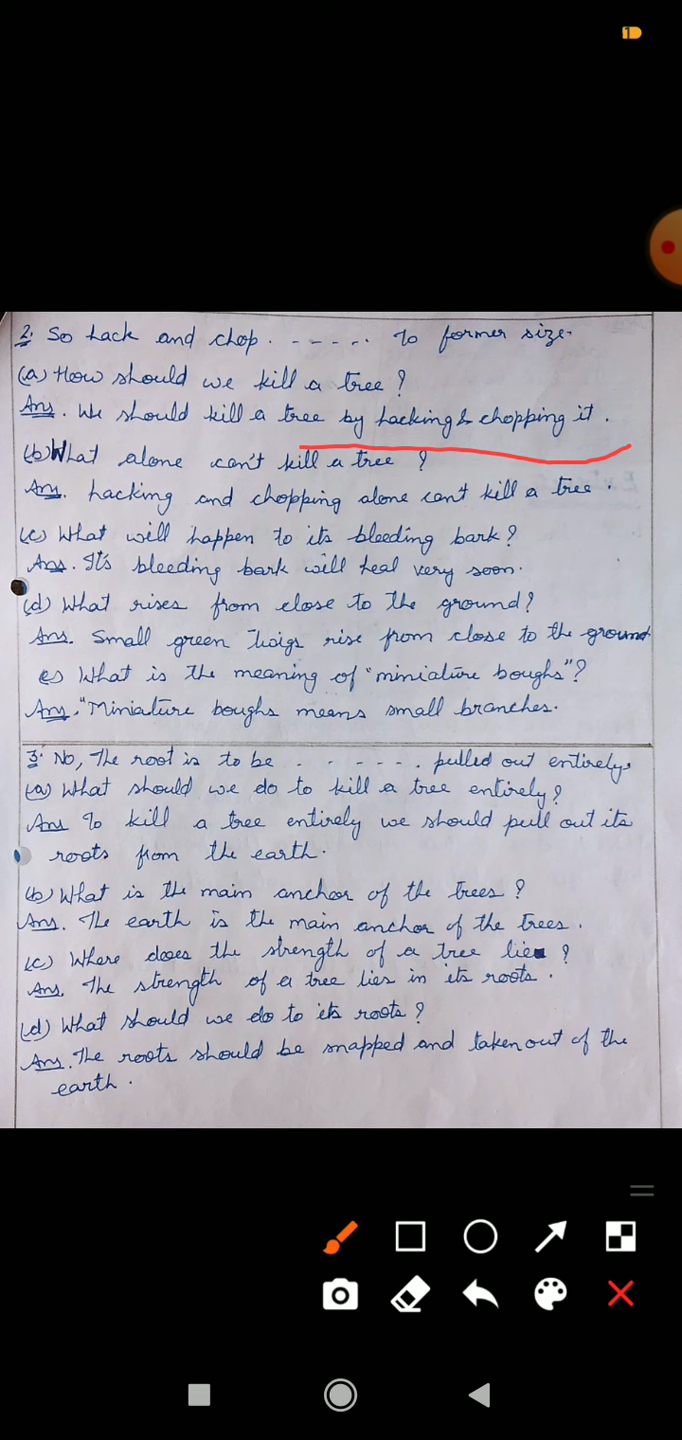 2. So hack and chop . - - - - . . To former size.
(a) How should we kill a tree ?
Ans. We should kill a tree by hacking & chopping it .
(b) What alone can't kill a tree ?
Ans. hacking and chopping alone can't kill a tree .
(c) What will happen to its bleeding bark ?
Ans. It's bleeding bark will heal very soon.
(d) What rises from close to the ground ?
Ans. Small green twigs rise from close to the ground
(e) What is the meaning of "miniature boughs" ?
Ans. "Miniature boughs means small branches.
3. No, The root is to be . - . - - - . pulled out entirely.
(a) What should we do to kill a tree entirely ?
Ans To kill a tree entirely we should pull out its
roots from the earth.
(b) What is the main anchor of the trees ?
Ans. The earth is the main anchor of the trees .
(c) Where does the strength of a tree lie ?
Ans. The strength of a tree lies in its roots .
(d) What should we do to its roots ?
Ans. The roots should be snapped and taken out of the
earth .